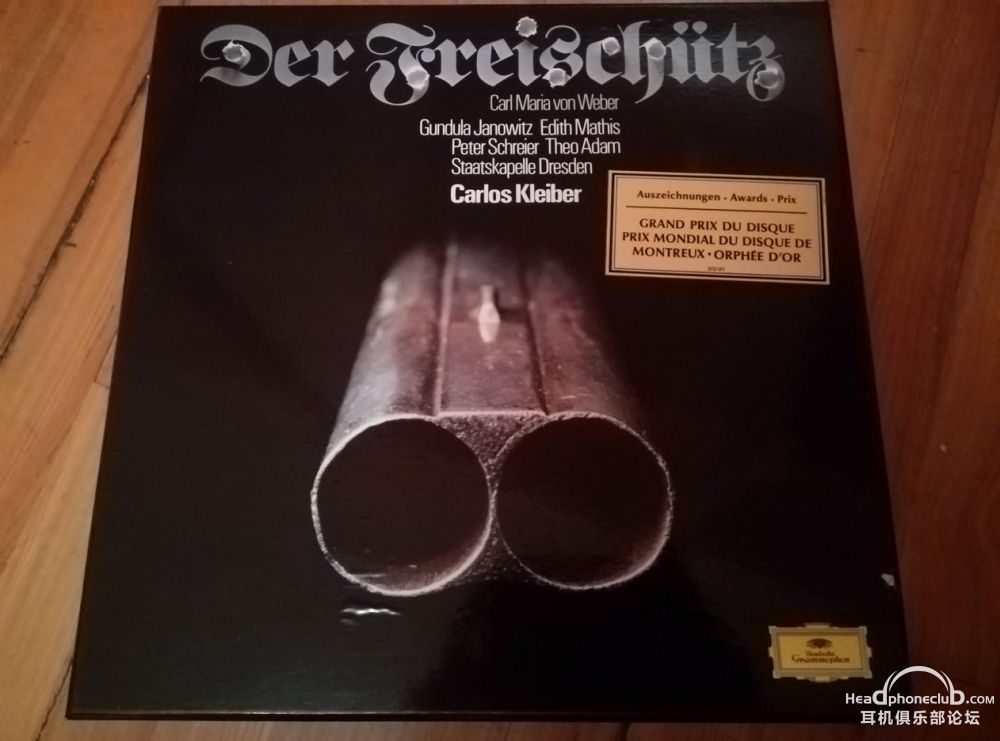 Der Freischütz
Carl Maria von Weber
Gundula Janowitz Edith Mathis
Peter Schreier Theo Adam
Staatskapelle Dresden
Carlos Kleiber
Auszeichnungen • Awards • Prix
GRAND PRIX DU DISQUE
PRIX MONDIAL DU DISQUE DE
MONTREUX • ORPHÉE D'OR
Deutsche
Grammophon
Headphoneclub.com
耳机俱乐部论坛